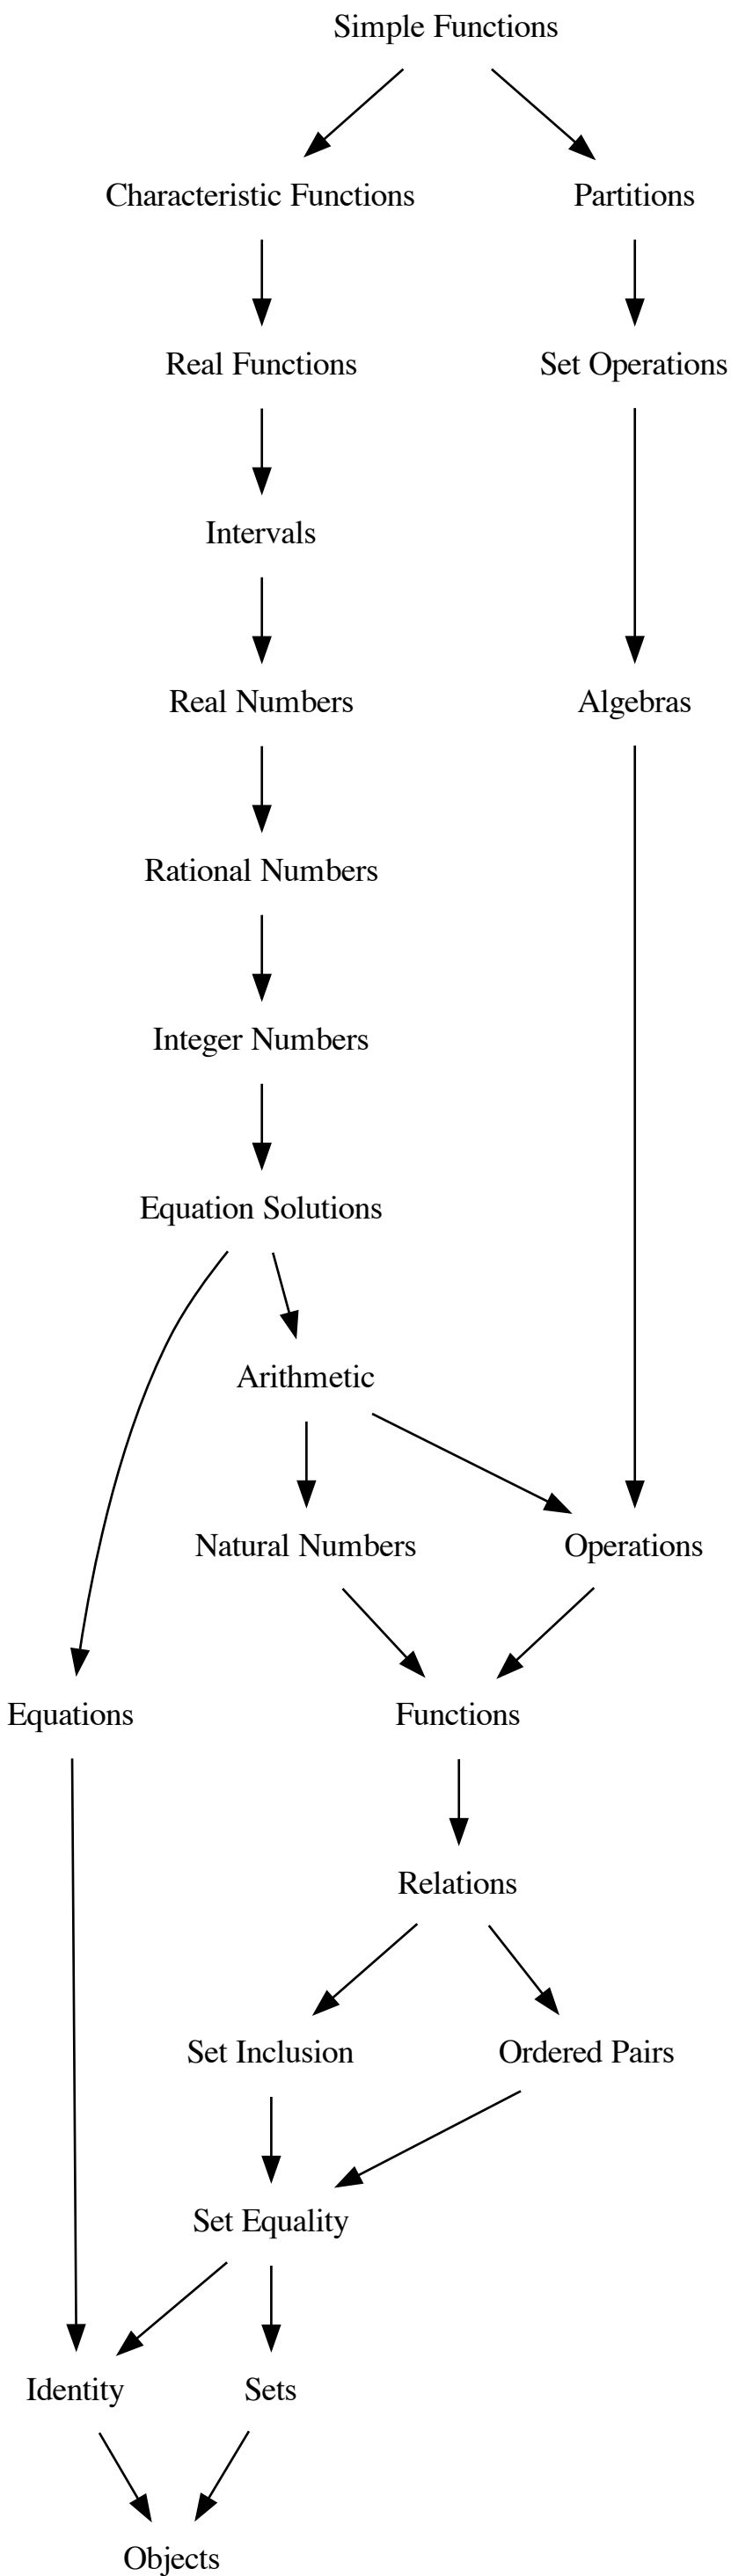 Simple Functions
Characteristic Functions
Partitions
Real Functions
Set Operations
Intervals
Real Numbers
Algebras
Rational Numbers
Integer Numbers
Equation Solutions
Arithmetic
Natural Numbers
Operations
Equations
Functions
Relations
Set Inclusion
Ordered Pairs
Set Equality
Identity
Sets
Objects